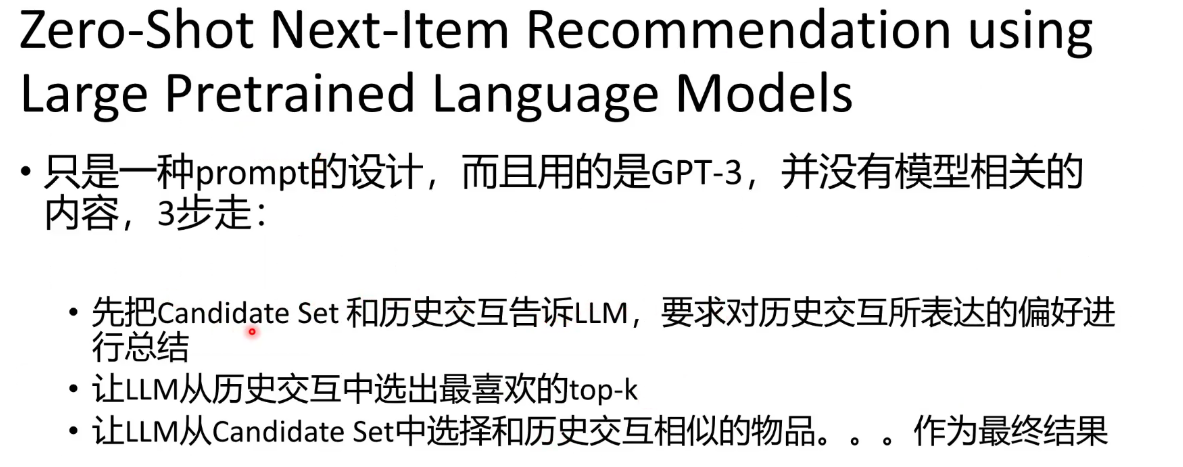 Zero-Shot Next-Item Recommendation using
Large Pretrained Language Models
• 只是一种prompt的设计，而且用的是GPT-3，并没有模型相关的
内容，3步走：
• 先把Candidate Set 和历史交互告诉LLM，要求对历史交互所表达的偏好进
行总结
• 让LLM从历史交互中选出最喜欢的top-k
• 让LLM从Candidate Set中选择和历史交互相似的物品。。。作为最终结果